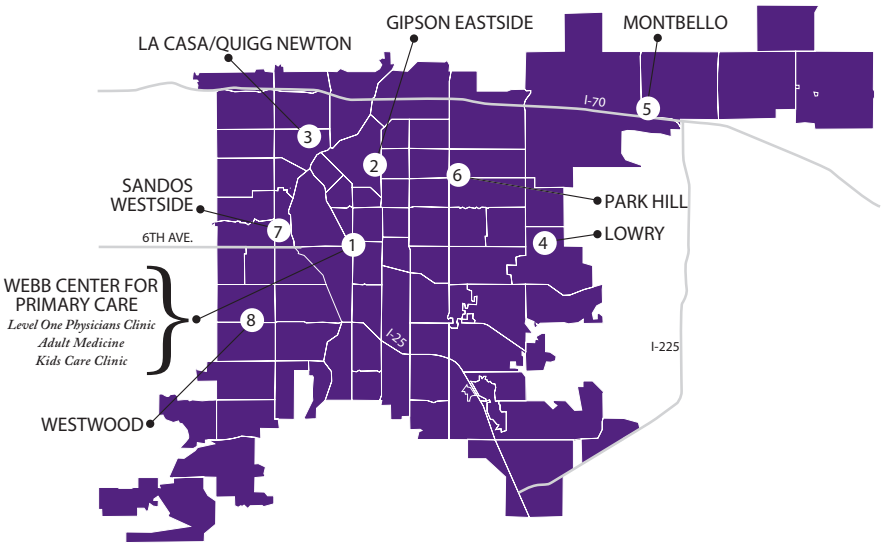 GIPSON EASTSIDE
MONTBELLO
LA CASA/QUIGG NEWTON
I-70
5
3
2
6
SANDOS
WESTSIDE
PARK HILL
7
6TH AVE.
1
4
LOWRY
WEBB CENTER FOR
PRIMARY CARE
Level One Physicians Clinic
Adult Medicine
Kids Care Clinic
8
I-25
I-225
WESTWOOD